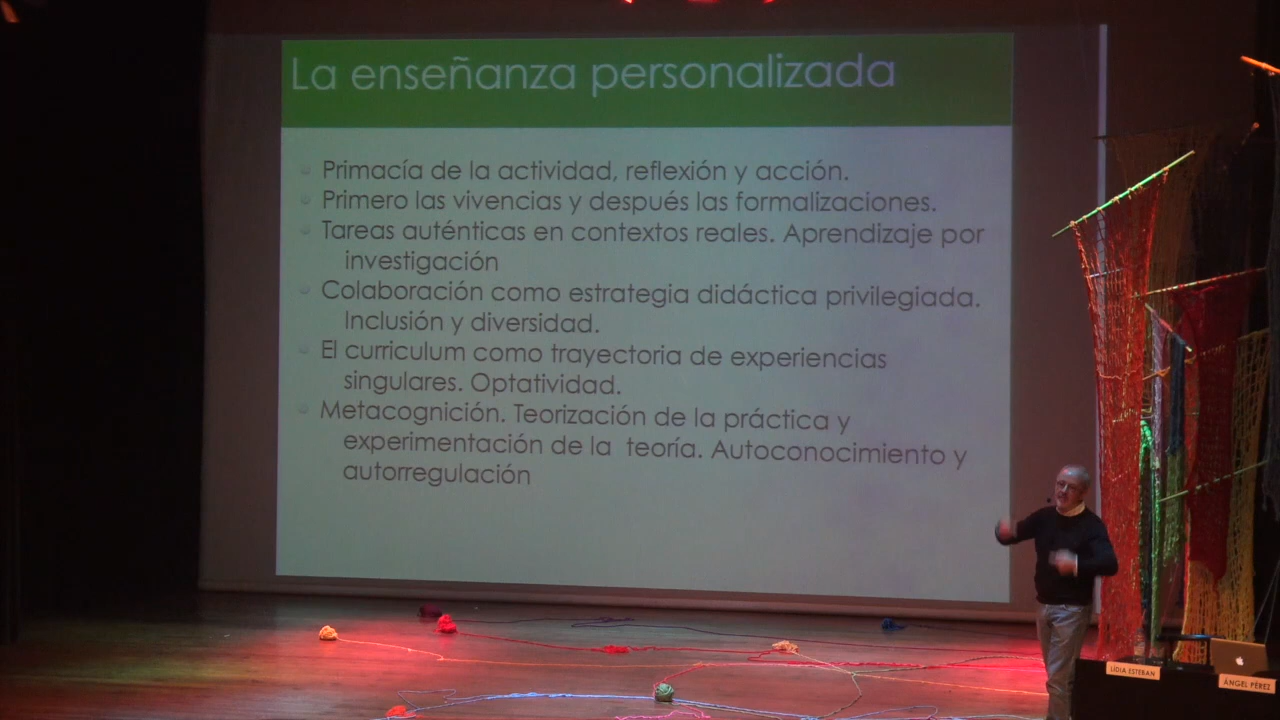 La enseñanza personalizada
Primacía de la actividad, reflexión y acción.
Primero las vivencias y después las formalizaciones.
Tareas auténticas en contextos reales. Aprendizaje por
investigación
Colaboración como estrategia didáctica privilegiada.
Inclusión y diversidad.
El curriculum como trayectoria de experiencias
singulares. Optatividad.
Metacognición. Teorización de la práctica y
experimentación de la teoría. Autoconocimiento y
autorregulación
LÍDIA ESTEBAN
ÁNGEL PÉREZ